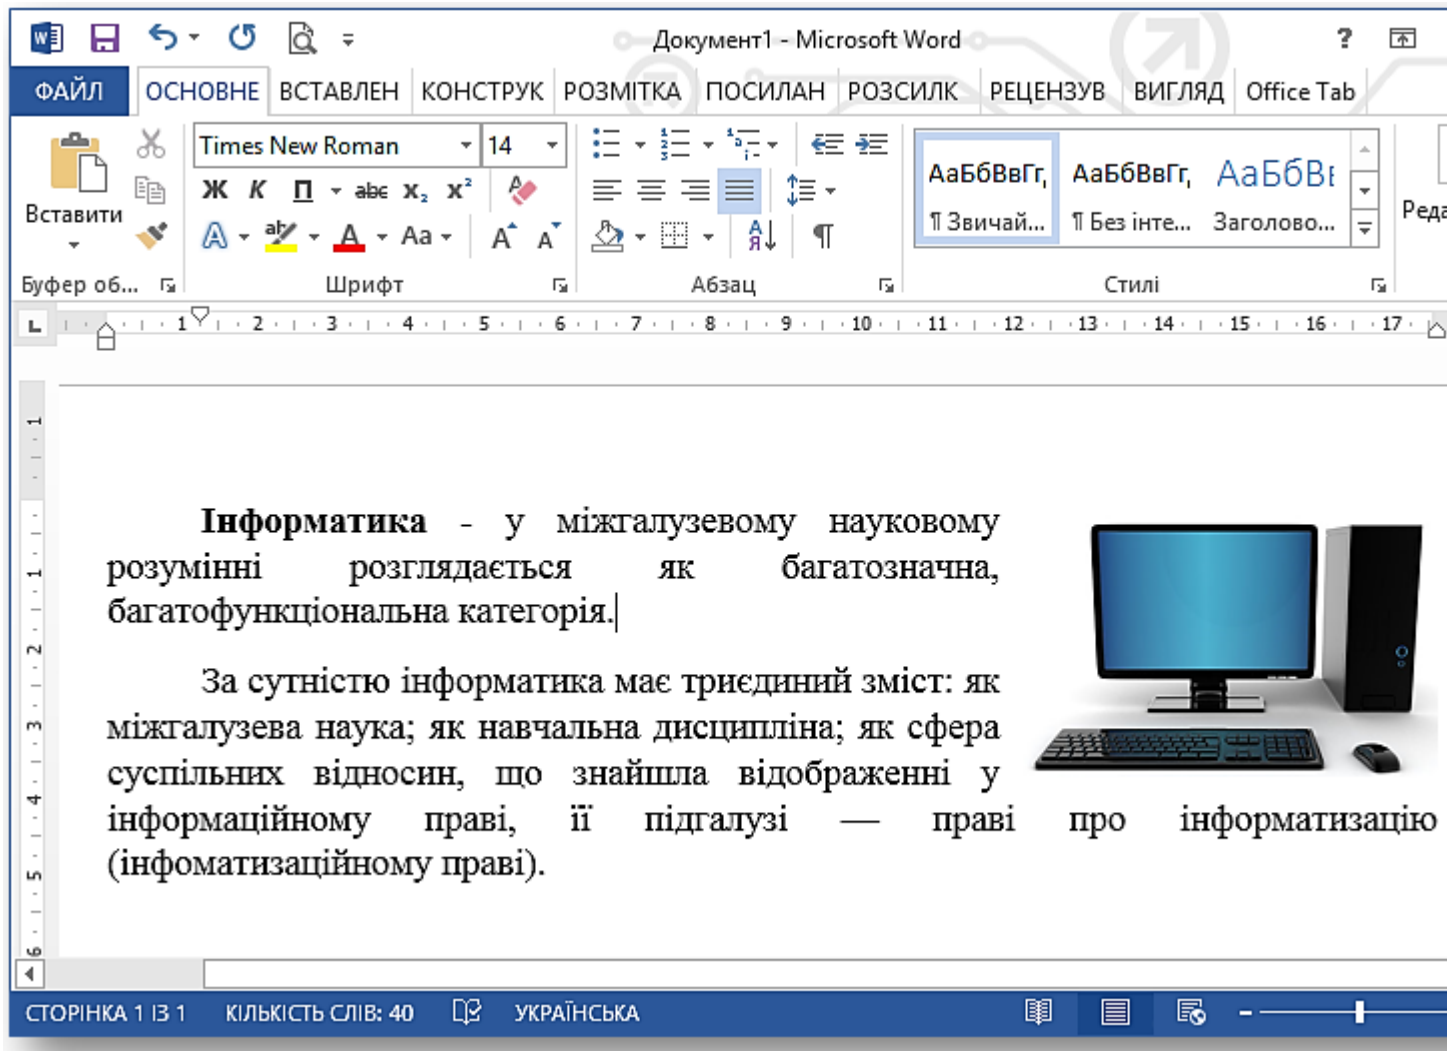 Документ1 - Microsoft Word
ФАЙЛ ОСНОВНЕ ВСТАВЛЕН КОНСТРУК РОЗМІТКА ПОСИЛАН РОЗСИЛК РЕЦЕНЗУВ ВИГЛЯД Office Tab
Times New Roman 14
Ж К П abc x₂ x²
Вставити
Aa
АаБбВвГг, АаБбВвГг, АаБбВ
¶ Звичай... ¶ Без інте... Заголово...
Реда
Буфер об... Шрифт Абзац Стилі
1 2 3 4 5 6 7 8 9 10 11 12 13 14 15 16 17
Інформатика - у міжгалузевому науковому
розумінні розглядається як багатозначна,
багатофункціональна категорія.
За сутністю інформатика має триєдиний зміст: як
міжгалузева наука; як навчальна дисципліна; як сфера
суспільних відносин, що знайшла відображенні у
інформаційному праві, її підгалузі — праві про інформатизацію
(інфоматизаційному праві).
СТОРІНКА 1 ІЗ 1 КІЛЬКІСТЬ СЛІВ: 40 УКРАЇНСЬКА